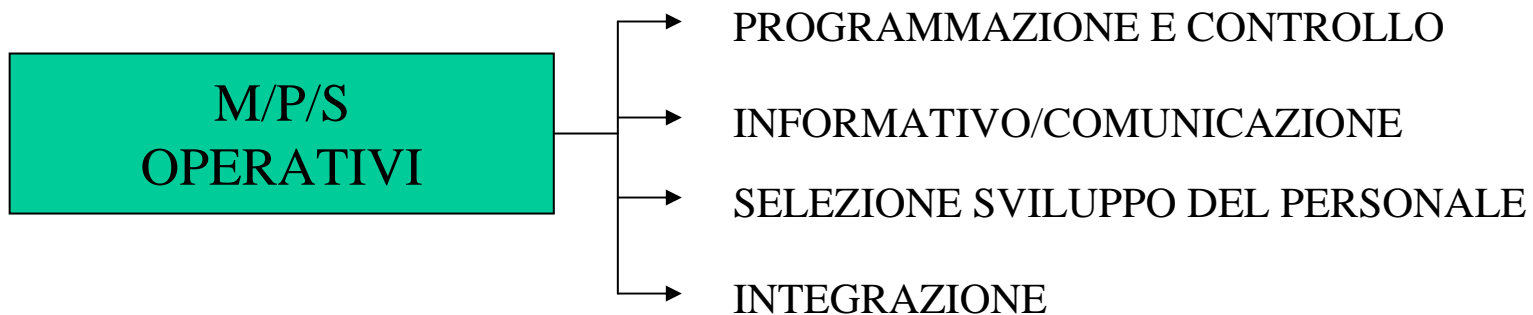 M/P/S
OPERATIVI
PROGRAMMAZIONE E CONTROLLO
INFORMATIVO/COMUNICAZIONE
SELEZIONE SVILUPPO DEL PERSONALE
INTEGRAZIONE